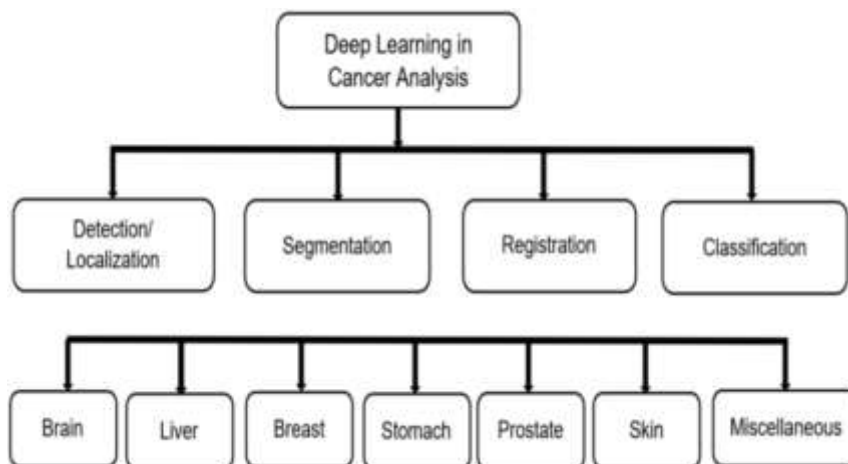 Deep Learning in
Cancer Analysis
Detection/
Localization
Segmentation
Registration
Classification
Brain
Liver
Breast
Stomach
Prostate
Skin
Miscellaneous